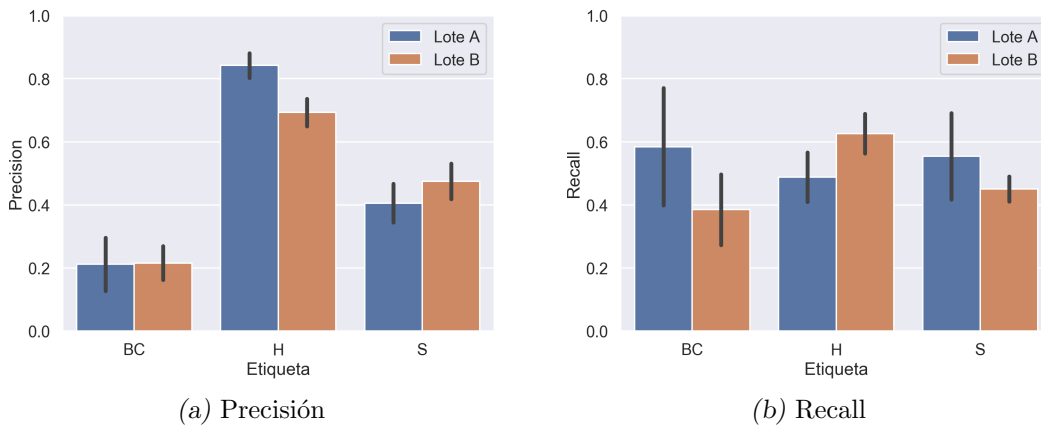 1.0
0.8
0.6
0.4
0.2
0.0
Precision
Lote A
Lote B
BC H S
Etiqueta
(a) Precisión
1.0
0.8
0.6
0.4
0.2
0.0
Recall
Lote A
Lote B
BC H S
Etiqueta
(b) Recall